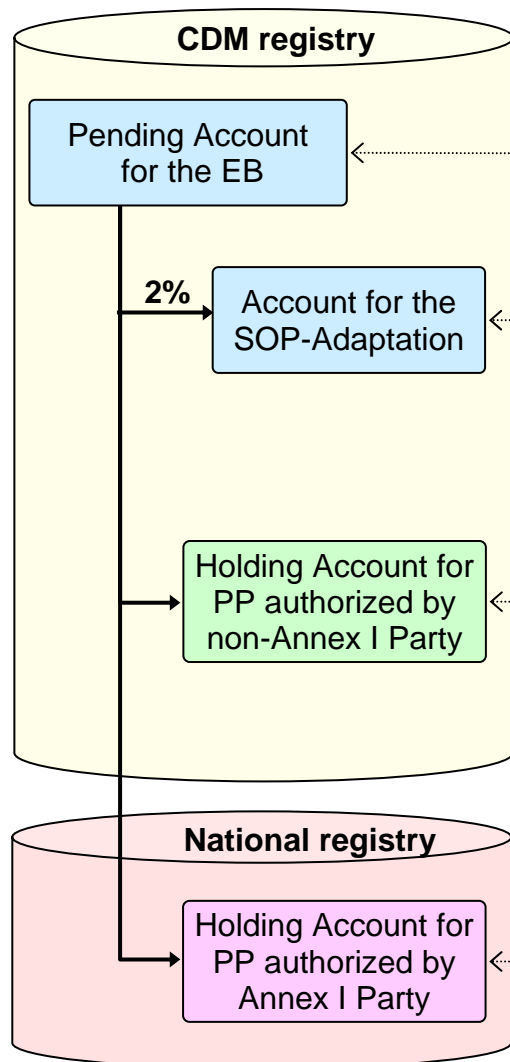 CDM registry
Pending Account
for the EB
2%
Account for the
SOP-Adaptation
Holding Account for
PP authorized by
non-Annex I Party
National registry
Holding Account for
PP authorized by
Annex I Party